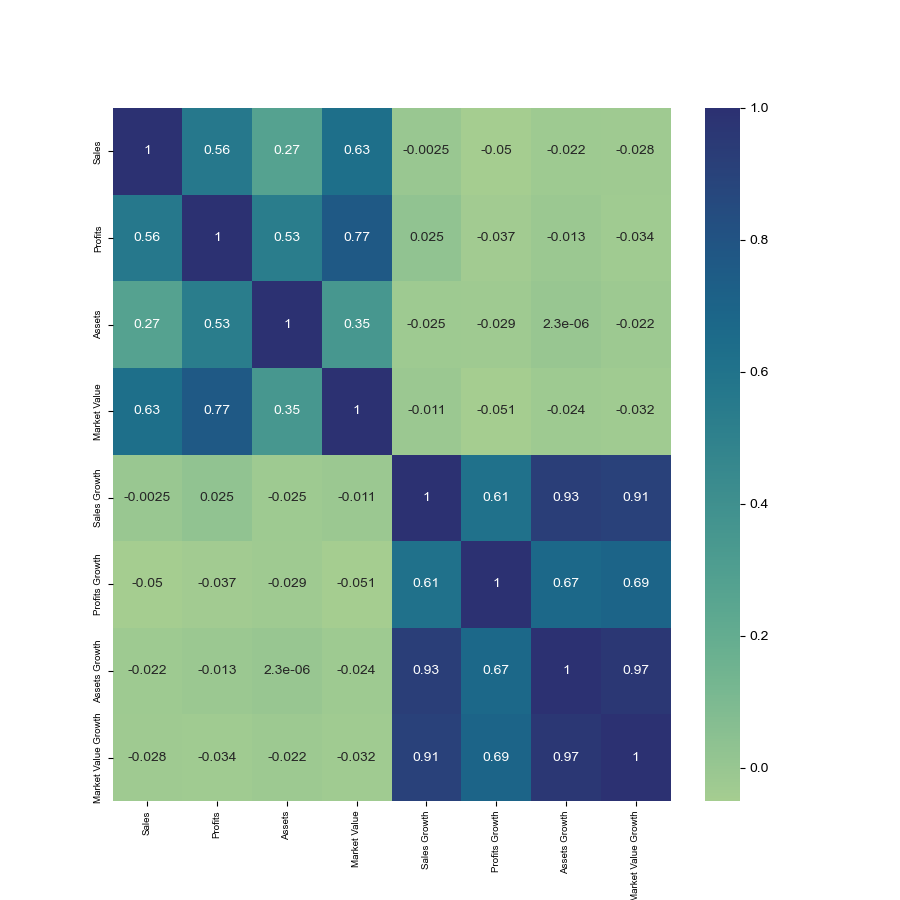 Sales 1 0.56 0.27 0.63 -0.0025 -0.05 -0.022 -0.028
Profits 0.56 1 0.53 0.77 0.025 -0.037 -0.013 -0.034
Assets 0.27 0.53 1 0.35 -0.025 -0.029 2.3e-06 -0.022
Market Value 0.63 0.77 0.35 1 -0.011 -0.051 -0.024 -0.032
Sales Growth -0.0025 0.025 -0.025 -0.011 1 0.61 0.93 0.91
Profits Growth -0.05 -0.037 -0.029 -0.051 0.61 1 0.67 0.69
Assets Growth -0.022 -0.013 2.3e-06 -0.024 0.93 0.67 1 0.97
Market Value Growth -0.028 -0.034 -0.022 -0.032 0.91 0.69 0.97 1
Sales
Profits
Assets
Market Value
Sales Growth
Profits Growth
Assets Growth
Market Value Growth
1.0
0.8
0.6
0.4
0.2
0.0